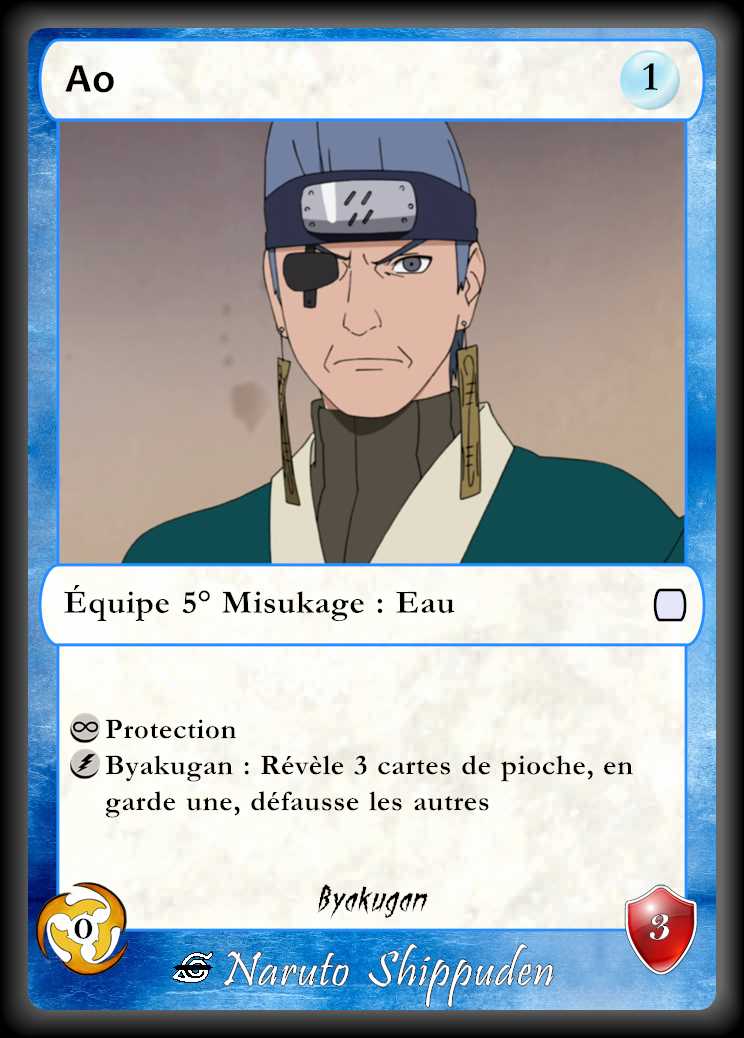 Ao
1
Équipe 5° Misukage : Eau
Protection
Byakugan : Révèle 3 cartes de pioche, en
garde une, défausse les autres
Byakugan
0
3
Naruto Shippuden